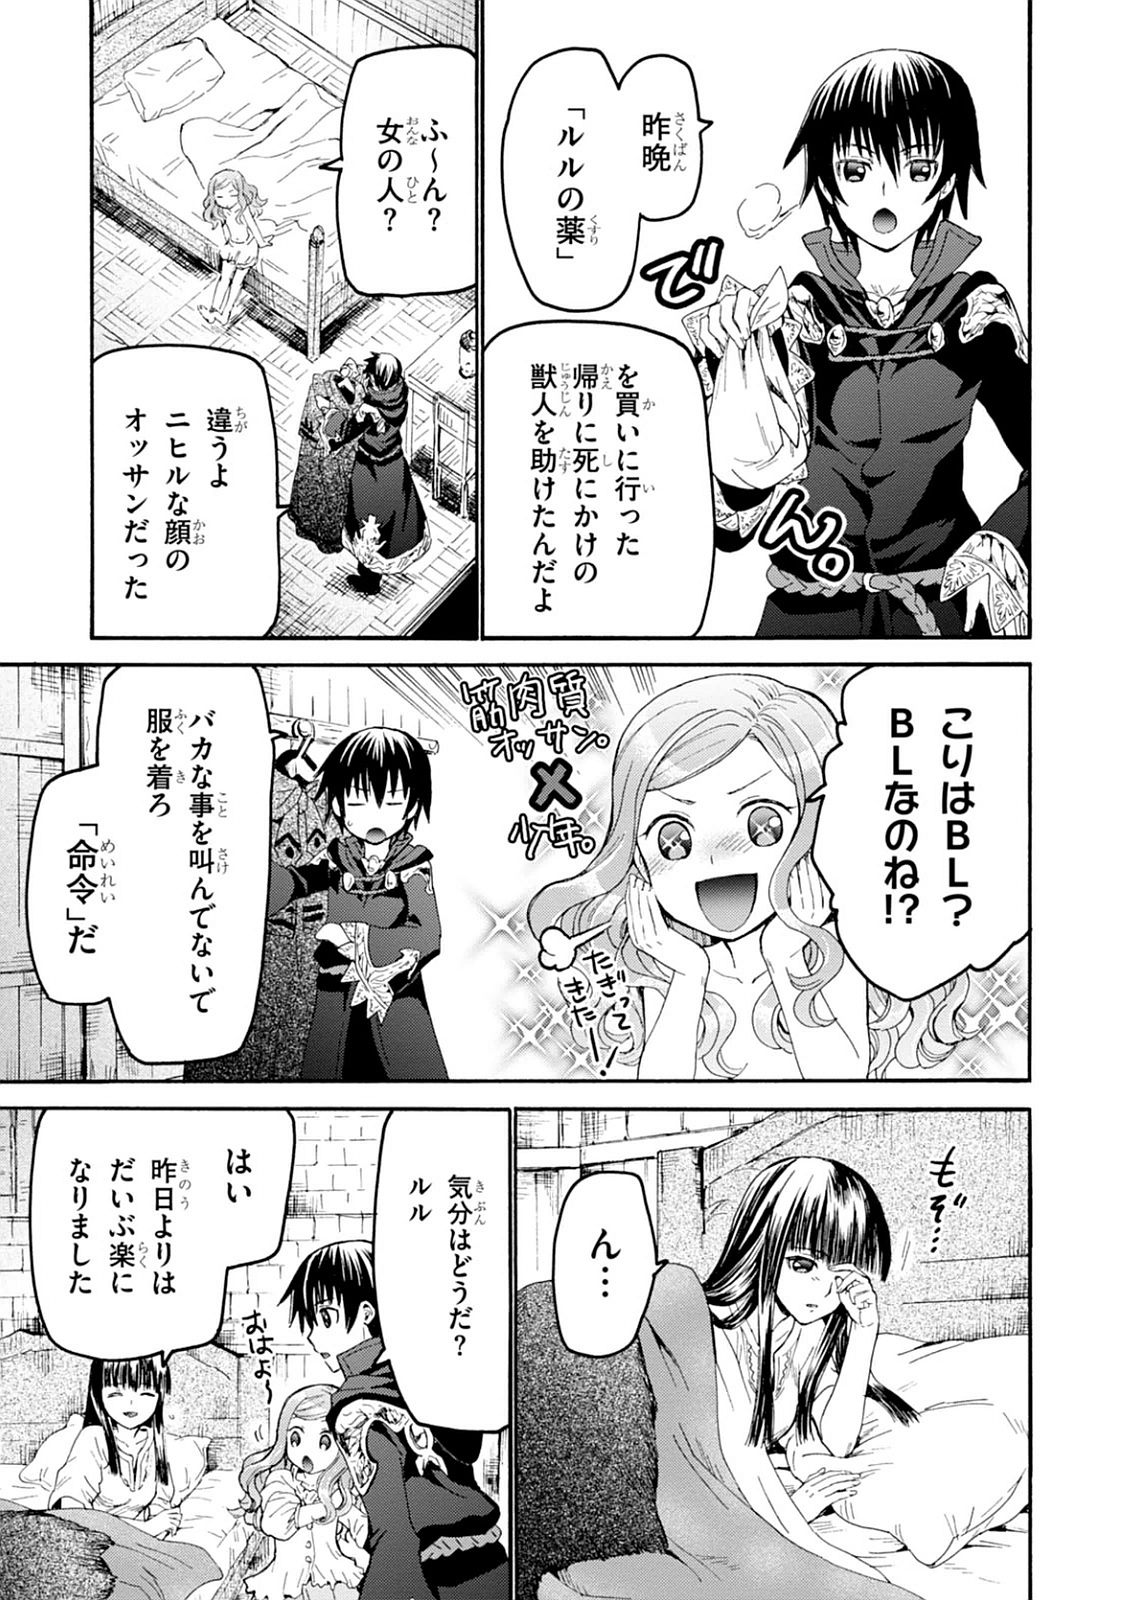 昨晩
「ルルの薬」
を買いに行った
帰りに死にかけの
獣人を助けたんだよ
でん。
ふ〜ん?
女の人?
違うよ
ニヒルな顔の
オッサンだった
こりはBL?
BLなのね!?
筋肉質
オッサン。
×
少年。
たぎって
きたー!
バカな事を叫んでないで
服を着ろ
「命令」だ
もぞ…
ん…
気分はどうだ?
ルル
おはよ〜
はい
昨日よりは
だいぶ楽に
なりました